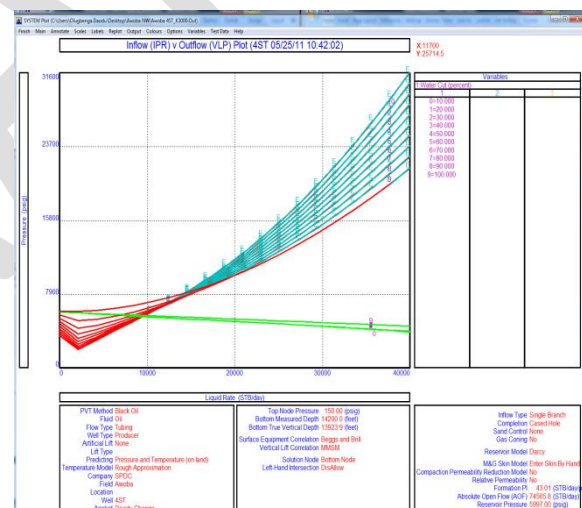 SYSTEM Plot (C:\Users\Olugbenga.Daodu\Desktop\Awoba NW\Awoba 4ST_K9000.Out)
Finish Main Annotate Scales Labels Replot Output Colours Options Variables Test Data Help
Inflow (IPR) v Outflow (VLP) Plot (4ST 05/25/11 10:42:02)
X:11700
Y:25714.5
Variables
1:Water Cut (percent)
1 2 3
0=10.000
1=20.000
2=30.000
3=40.000
4=50.000
5=60.000
6=70.000
7=80.000
8=90.000
9=100.000
31600
23700
15800
7900
0
Pressure (psig)
0 10000 20000 30000 40000
Liquid Rate (STB/day)
PVT Method Black Oil
Fluid Oil
Flow Type Tubing
Well Type Producer
Artificial Lift None
Lift Type
Predicting Pressure and Temperature (on land)
Temperature Model Rough Approximation
Company SPDC
Field Awoba
Location
Well 4ST
Top Node Pressure 150.00 (psig)
Bottom Measured Depth 14200.0 (feet)
Bottom True Vertical Depth 13923.9 (feet)
Surface Equipment Correlation Beggs and Brill
Vertical Lift Correlation MMSM
Solution Node Bottom Node
Left-Hand Intersection DisAllow
Inflow Type Single Branch
Completion Cased Hole
Sand Control None
Gas Coning No
Reservoir Model Darcy
M&G Skin Model Enter Skin By Hand
Compaction Permeability Reduction Model No
Relative Permeability No
Formation PI 43.01 (STB/day/p
Absolute Open Flow (AOF) 74565.8 (STB/day)
Reservoir Pressure 5997.00 (psig)